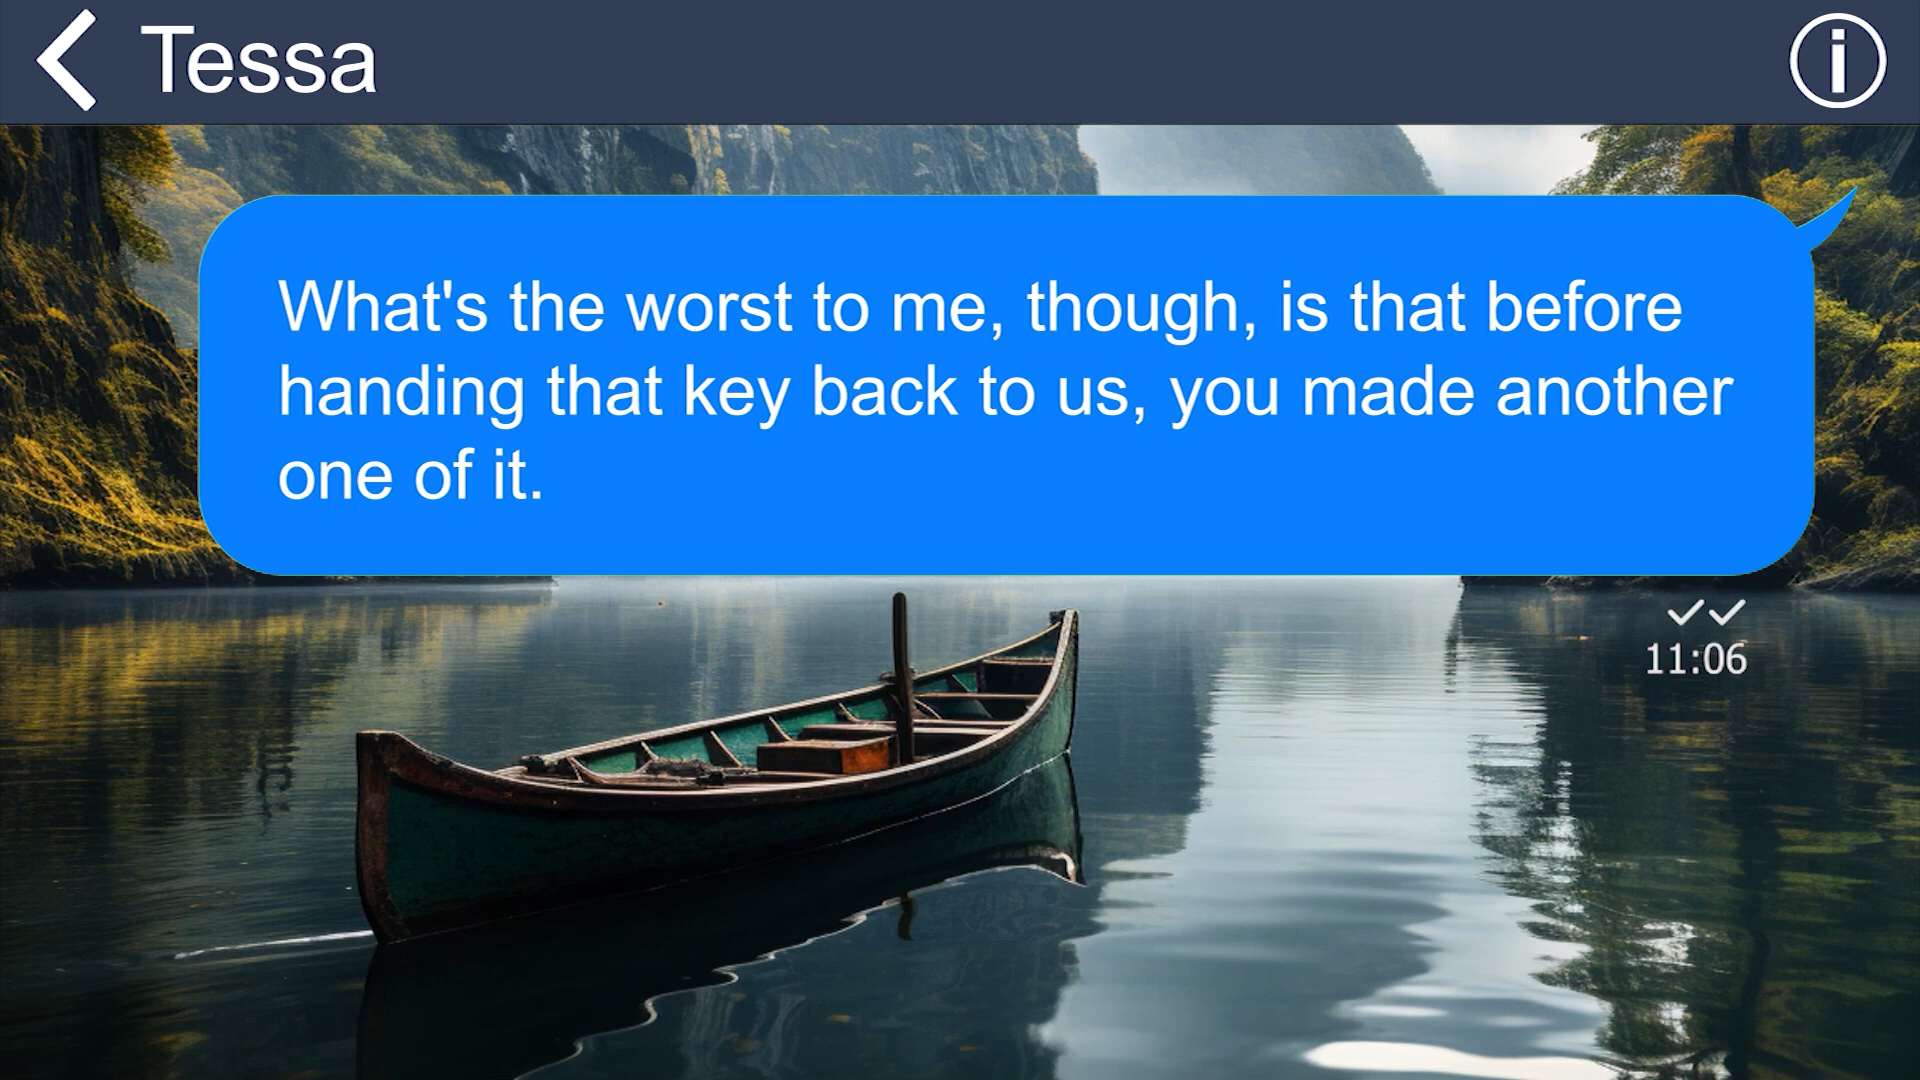 Tessa
What's the worst to me, though, is that before
handing that key back to us, you made another
one of it.
11:06